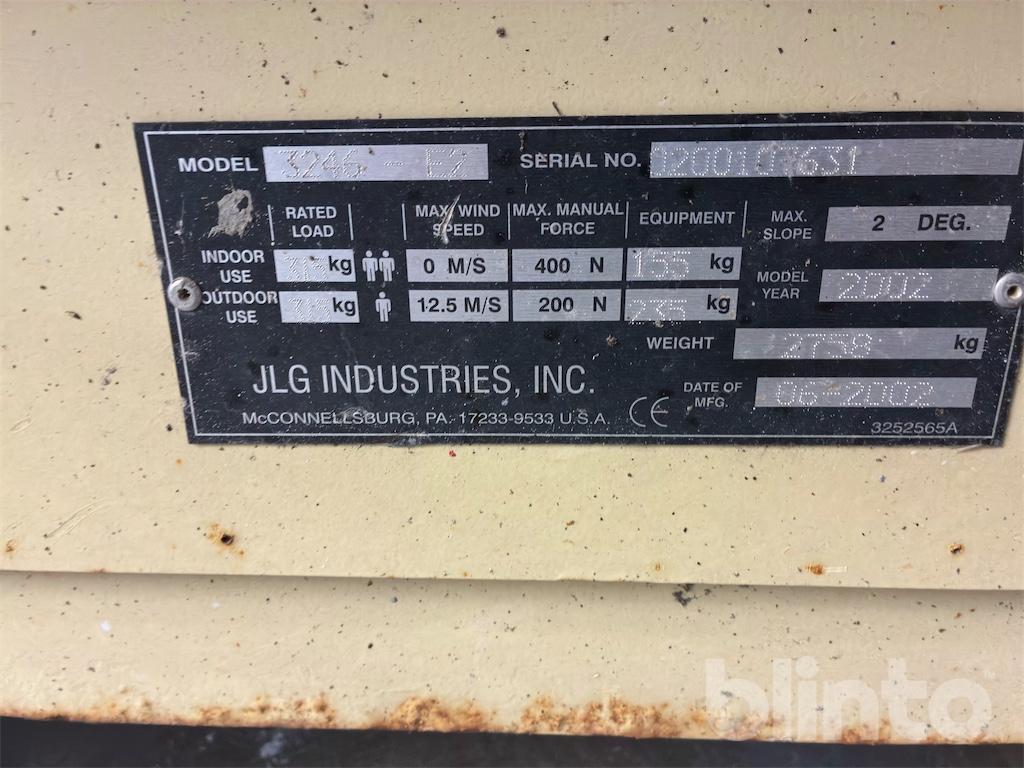 MODEL 3246 - E2 SERIAL NO.
RATED LOAD MAX. WIND SPEED MAX. MANUAL FORCE EQUIPMENT MAX. SLOPE 2 DEG.
INDOOR USE kg 0 M/S 400 N 155 kg
OUTDOOR USE kg 12.5 M/S 200 N 235 kg
MODEL YEAR 2002
WEIGHT 2758 kg
JLG INDUSTRIES, INC.
DATE OF MFG. 06-2002
McCONNELLSBURG, PA. 17233-9533 U.S.A. CE
3252565A
blinto